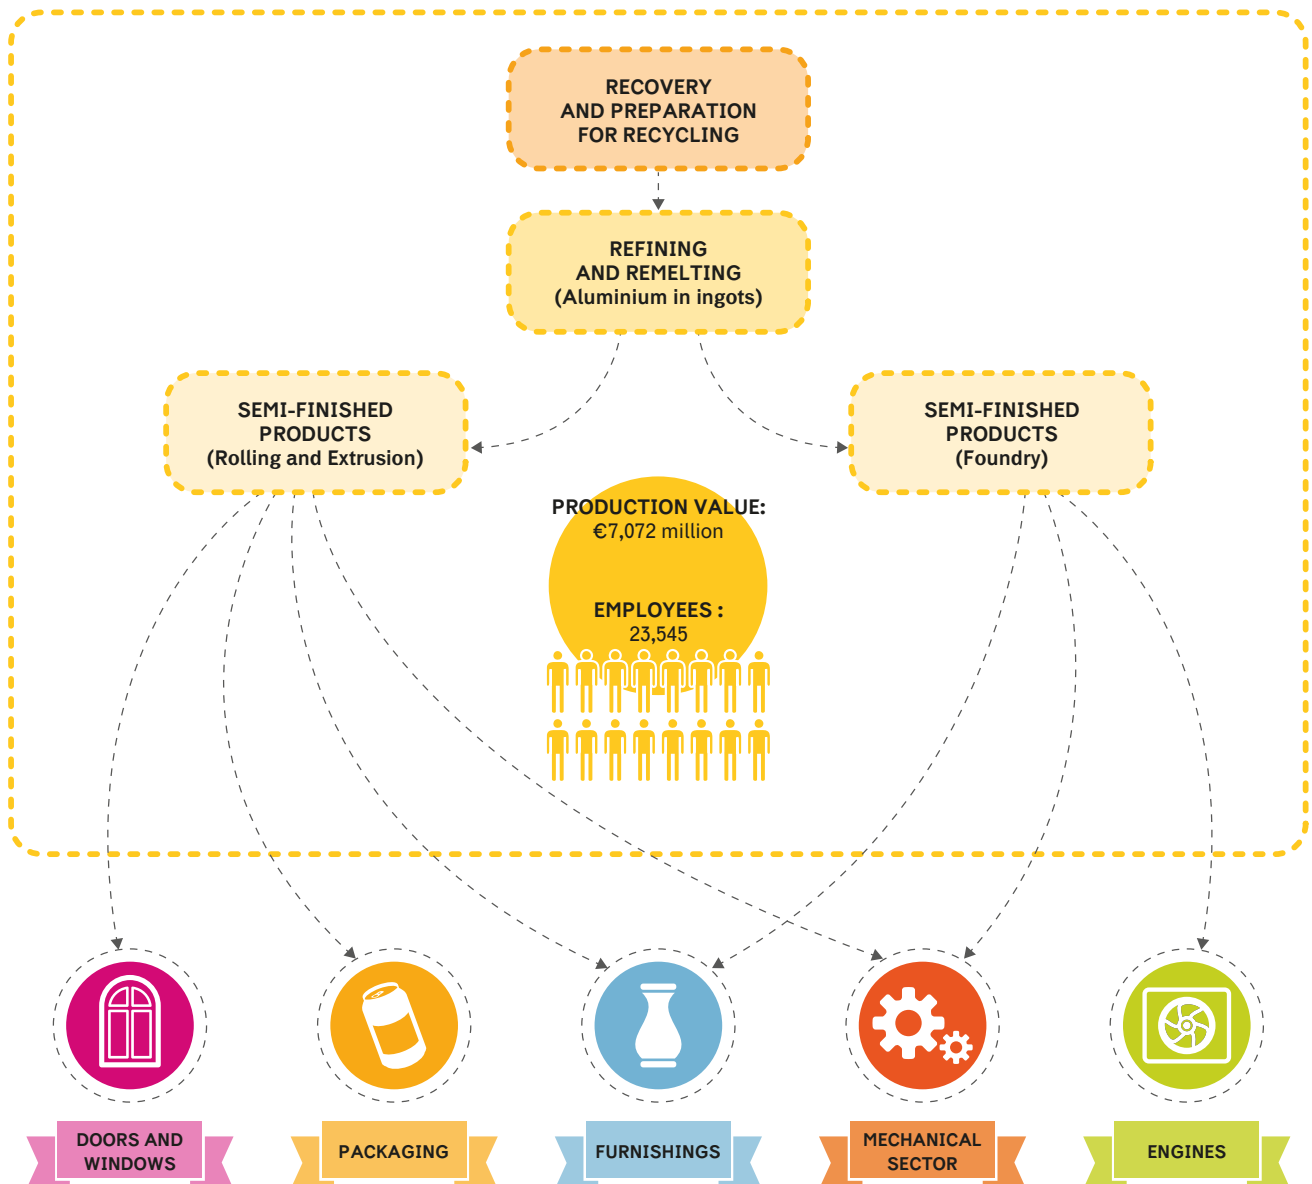 RECOVERY
AND PREPARATION
FOR RECYCLING
REFINING
AND REMELTING
(Aluminium in ingots)
SEMI-FINISHED
PRODUCTS
(Rolling and Extrusion)
SEMI-FINISHED
PRODUCTS
(Foundry)
PRODUCTION VALUE:
€7,072 million
EMPLOYEES :
23,545
DOORS AND
WINDOWS
PACKAGING
FURNISHINGS
MECHANICAL
SECTOR
ENGINES